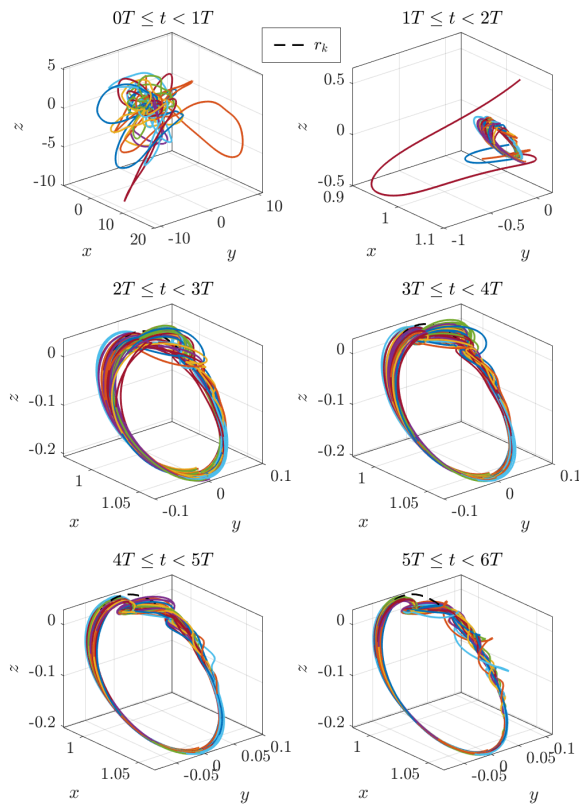 0T ≤ t < 1T
1T ≤ t < 2T
r_k
5
0
-5
-10
z
0
10
20
x
-10
0
10
y
0.5
0
-0.5
z
0.9
1
1.1
x
-1
-0.5
0
y
2T ≤ t < 3T
3T ≤ t < 4T
0
-0.1
-0.2
z
1
1.05
x
-0.1
0
0.1
y
0
-0.1
-0.2
z
1
1.05
x
-0.1
0
0.1
y
4T ≤ t < 5T
5T ≤ t < 6T
0
-0.1
-0.2
z
1
1.05
x
-0.05
0
0.05
0.1
y
0
-0.1
-0.2
z
1
1.05
x
-0.05
0
0.05
0.1
y